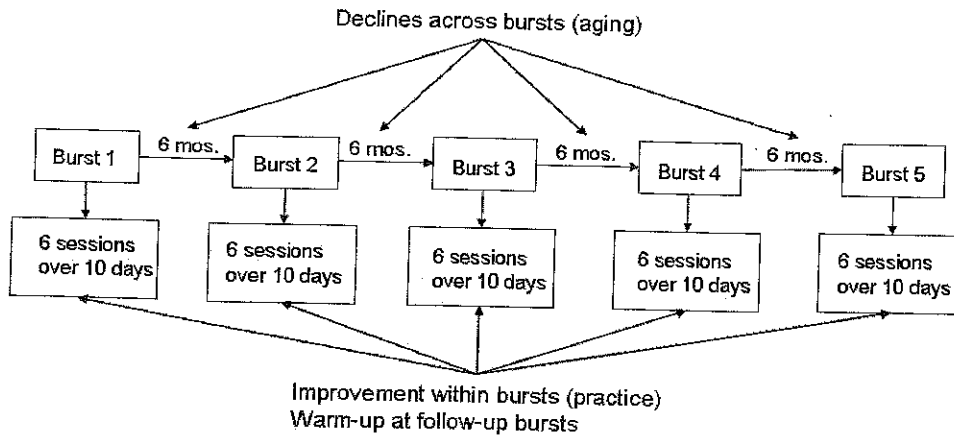 Declines across bursts (aging)
6 mos.
6 mos.
6 mos.
6 mos.
Burst 1
Burst 2
Burst 3
Burst 4
Burst 5
6 sessions
over 10 days
6 sessions
over 10 days
6 sessions
over 10 days
6 sessions
over 10 days
6 sessions
over 10 days
Improvement within bursts (practice)
Warm-up at follow-up bursts